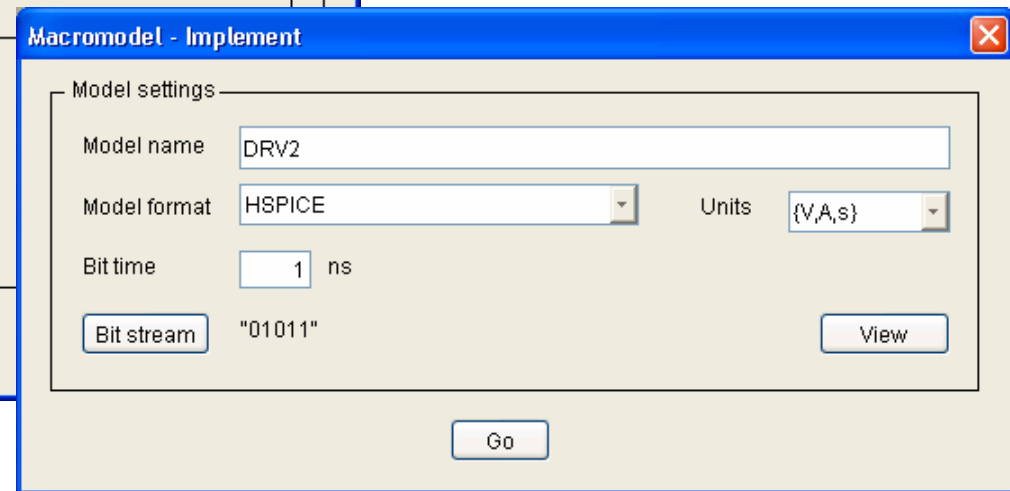 Macromodel - Implement
Model settings
Model name DRV2
Model format HSPICE Units {V,A,s}
Bit time 1 ns
Bit stream "01011" View
Go